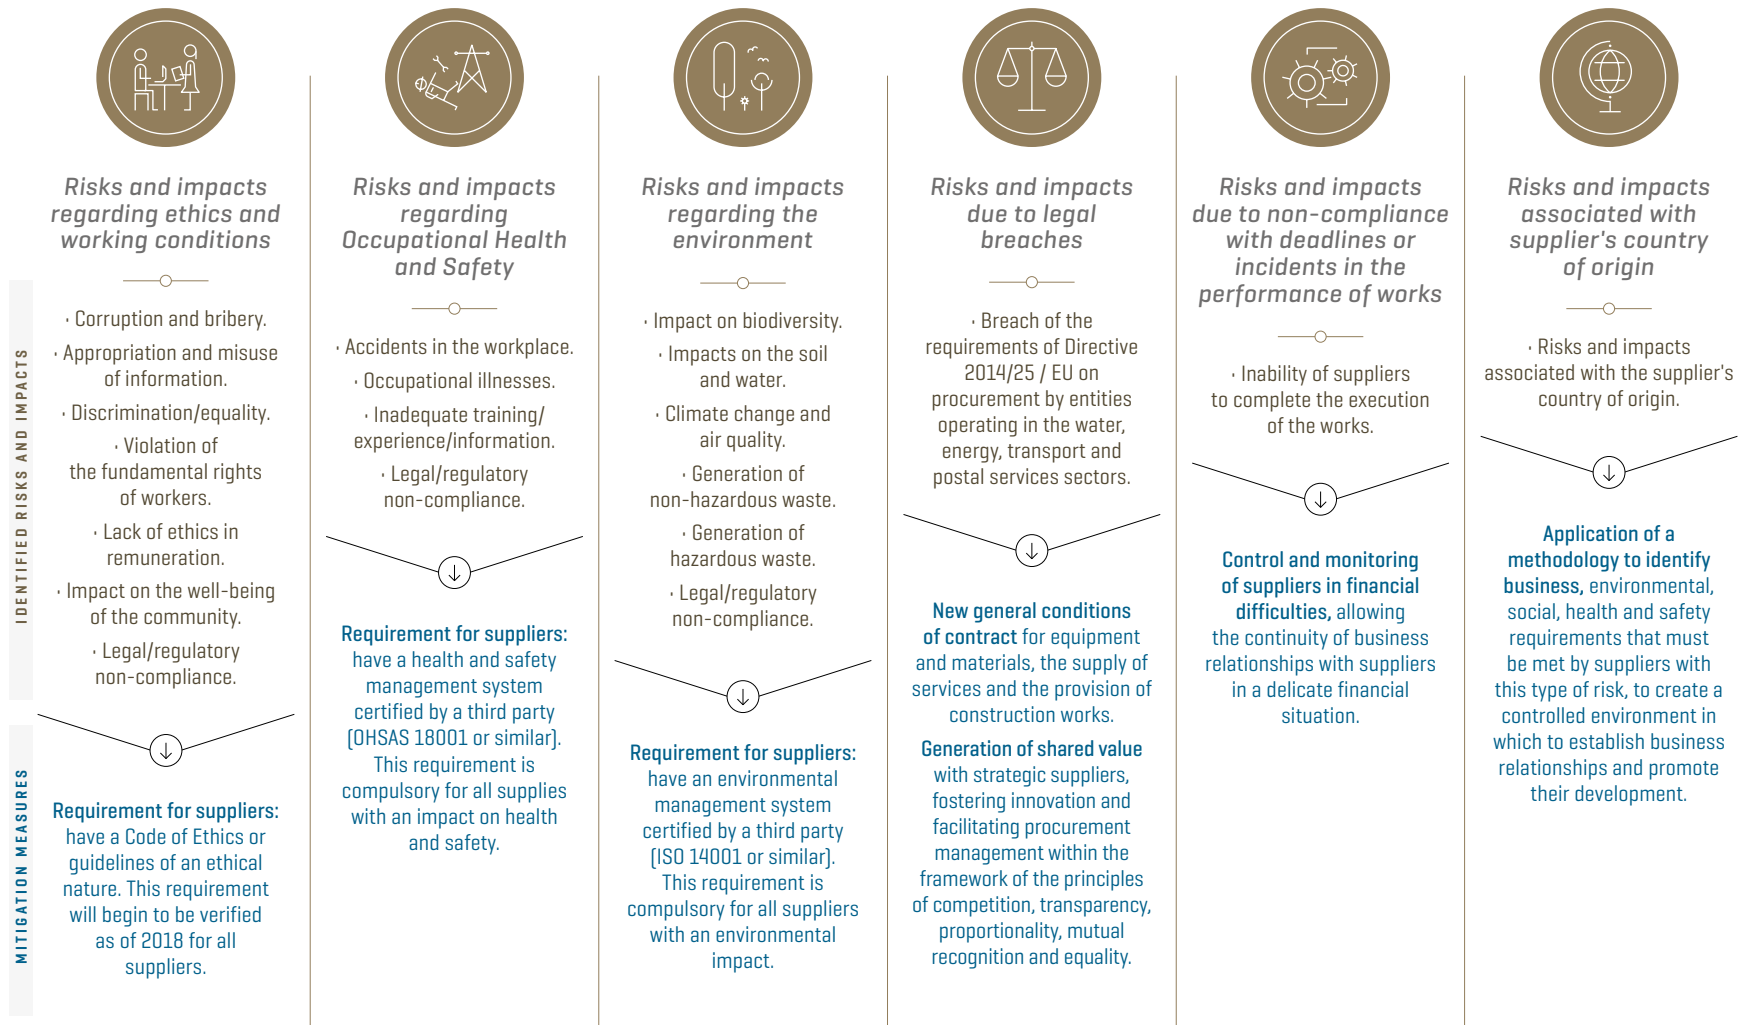 Risks and impacts
regarding ethics and
working conditions
· Corruption and bribery.
· Appropriation and misuse
of information.
· Discrimination/equality.
· Violation of
the fundamental rights
of workers.
· Lack of ethics in
remuneration.
· Impact on the well-being
of the community.
· Legal/regulatory
non-compliance.
Requirement for suppliers:
have a Code of Ethics or
guidelines of an ethical
nature. This requirement
will begin to be verified
as of 2018 for all
suppliers.
Risks and impacts
regarding
Occupational Health
and Safety
· Accidents in the workplace.
· Occupational illnesses.
· Inadequate training/
experience/information.
· Legal/regulatory
non-compliance.
Requirement for suppliers:
have a health and safety
management system
certified by a third party
(OHSAS 18001 or similar).
This requirement is
compulsory for all supplies
with an impact on health
and safety.
Risks and impacts
regarding the
environment
· Impact on biodiversity.
· Impacts on the soil
and water.
· Climate change and
air quality.
· Generation of
non-hazardous waste.
· Generation of
hazardous waste.
· Legal/regulatory
non-compliance.
Requirement for suppliers:
have an environmental
management system
certified by a third party
(ISO 14001 or similar).
This requirement is
compulsory for all suppliers
with an environmental
impact.
Risks and impacts
due to legal
breaches
· Breach of the
requirements of Directive
2014/25 / EU on
procurement by entities
operating in the water,
energy, transport and
postal services sectors.
New general conditions
of contract for equipment
and materials, the supply of
services and the provision of
construction works.
Generation of shared value
with strategic suppliers,
fostering innovation and
facilitating procurement
management within the
framework of the principles
of competition, transparency,
proportionality, mutual
recognition and equality.
Risks and impacts
due to non-compliance
with deadlines or
incidents in the
performance of works
· Inability of suppliers
to complete the execution
of the works.
Control and monitoring
of suppliers in financial
difficulties, allowing
the continuity of business
relationships with suppliers
in a delicate financial
situation.
Risks and impacts
associated with
supplier's country
of origin
· Risks and impacts
associated with the supplier's
country of origin.
Application of a
methodology to identify
business, environmental,
social, health and safety
requirements that must
be met by suppliers with
this type of risk, to create a
controlled environment in
which to establish business
relationships and promote
their development.
IDENTIFIED RISKS AND IMPACTS
MITIGATION MEASURES